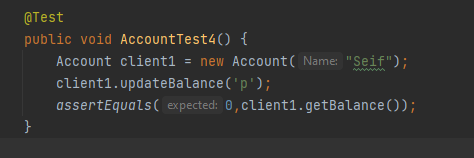 @Test
public void AccountTest4() {
Account client1 = new Account( Name: "Seif");
client1.updateBalance('p');
assertEquals( expected: 0,client1.getBalance());
}